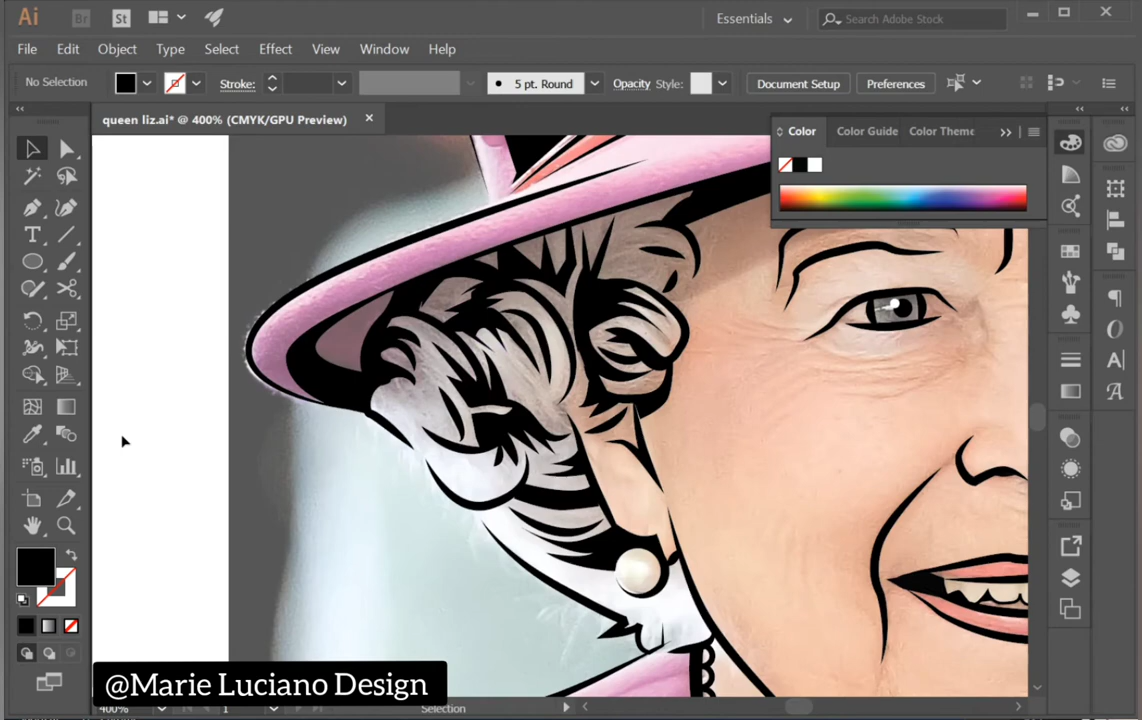 Ai Br St Essentials Search Adobe Stock
File Edit Object Type Select Effect View Window Help
No Selection Stroke: 5 pt. Round Opacity Style: Document Setup Preferences
queen liz.ai* @ 400% (CMYK/GPU Preview)
Color Color Guide Color Theme
@Marie Luciano Design
400% 1 Selection